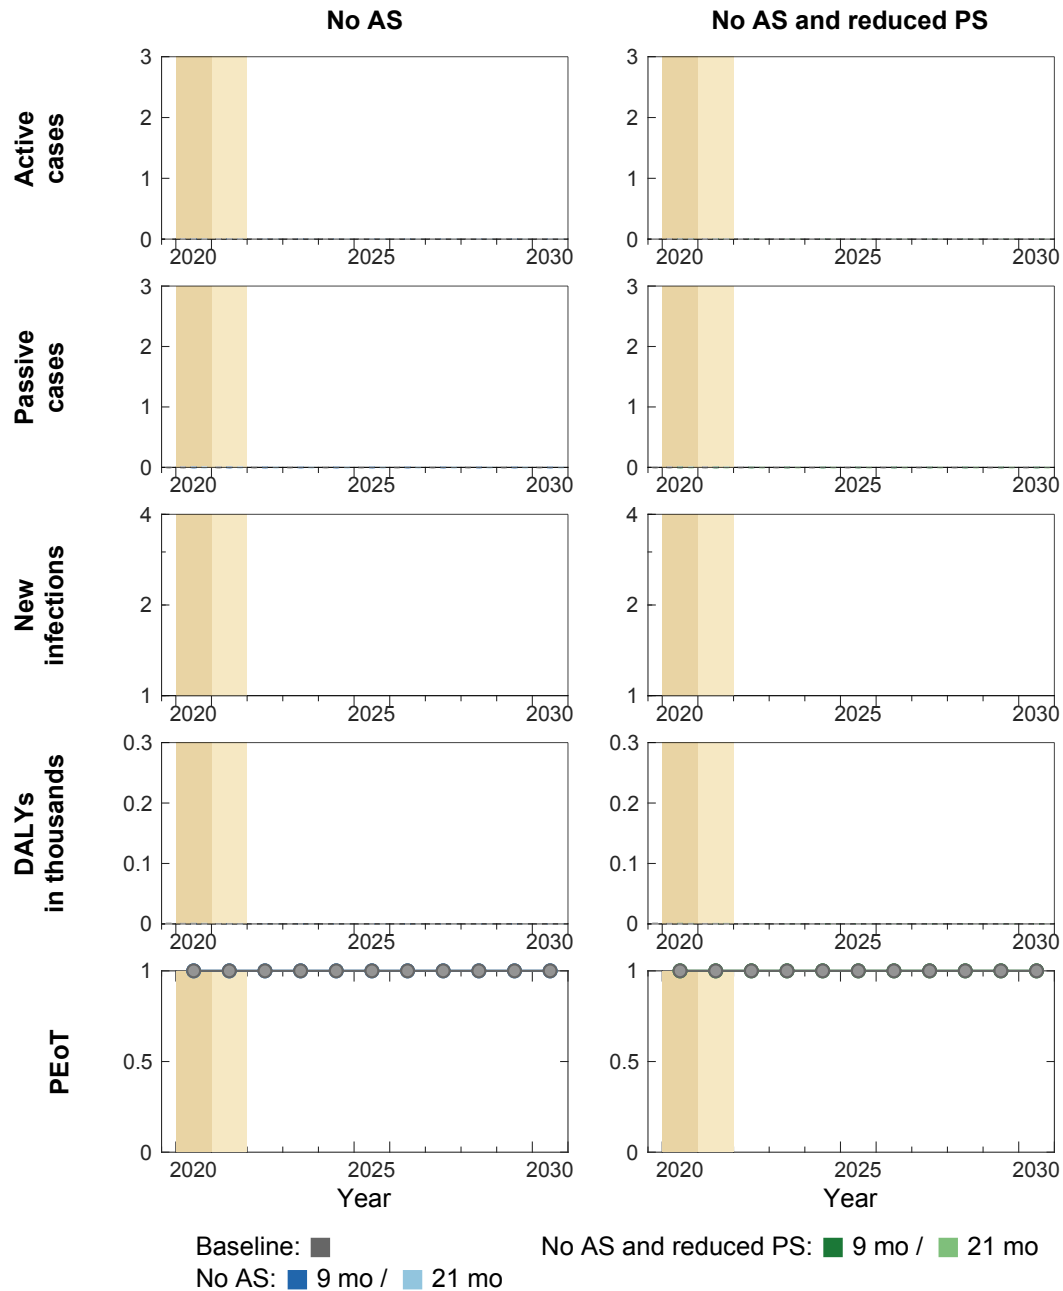 No AS
No AS and reduced PS
Active
cases
3
2
1
0
2020 2025 2030
3
2
1
0
2020 2025 2030
Passive
cases
3
2
1
0
2020 2025 2030
3
2
1
0
2020 2025 2030
New
infections
4
2
1
2020 2025 2030
4
2
1
2020 2025 2030
DALYs
in thousands
0.3
0.2
0.1
0
2020 2025 2030
0.3
0.2
0.1
0
2020 2025 2030
PEoT
1
0.5
0
2020 2025 2030
Year
1
0.5
0
2020 2025 2030
Year
Baseline:
No AS: 9 mo / 21 mo
No AS and reduced PS: 9 mo / 21 mo